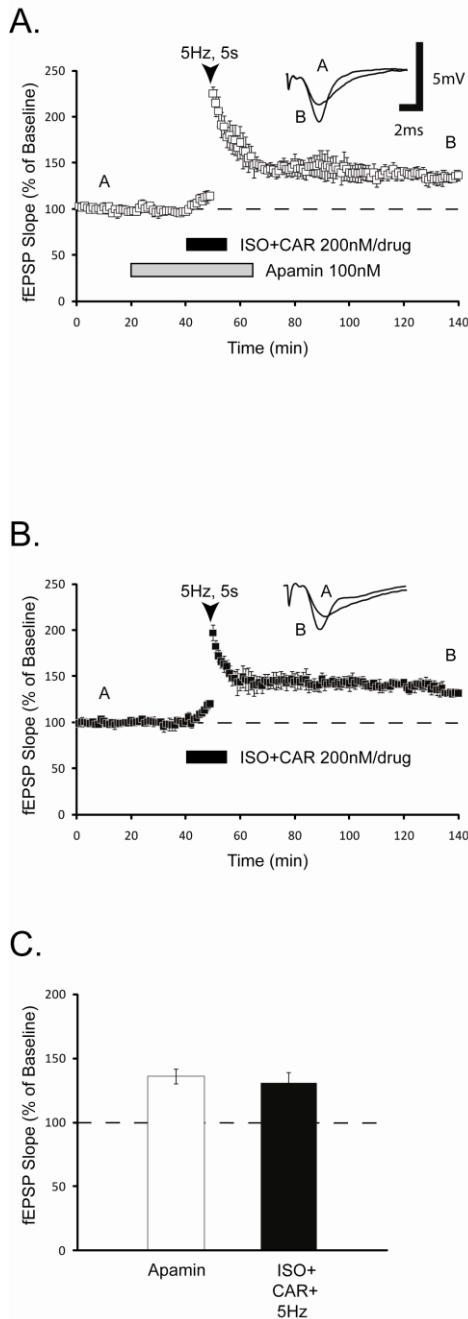 A.
5Hz, 5s
A
B
5mV
2ms
fEPSP Slope (% of Baseline)
250
200
150
100
50
0
A
B
ISO+CAR 200nM/drug
Apamin 100nM
0 20 40 60 80 100 120 140
Time (min)
B.
5Hz, 5s
A
B
fEPSP Slope (% of Baseline)
250
200
150
100
50
0
A
B
ISO+CAR 200nM/drug
0 20 40 60 80 100 120 140
Time (min)
C.
fEPSP Slope (% of Baseline)
200
150
100
50
0
Apamin
ISO+
CAR+
5Hz